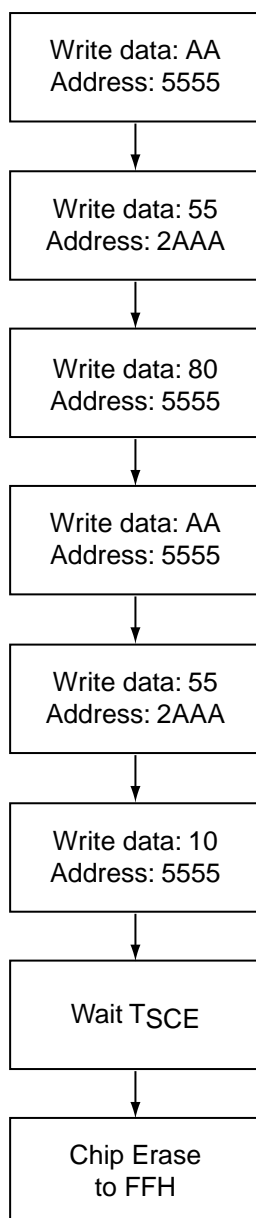 Write data: AA
Address: 5555
Write data: 55
Address: 2AAA
Write data: 80
Address: 5555
Write data: AA
Address: 5555
Write data: 55
Address: 2AAA
Write data: 10
Address: 5555
Wait TSCE
Chip Erase
to FFH